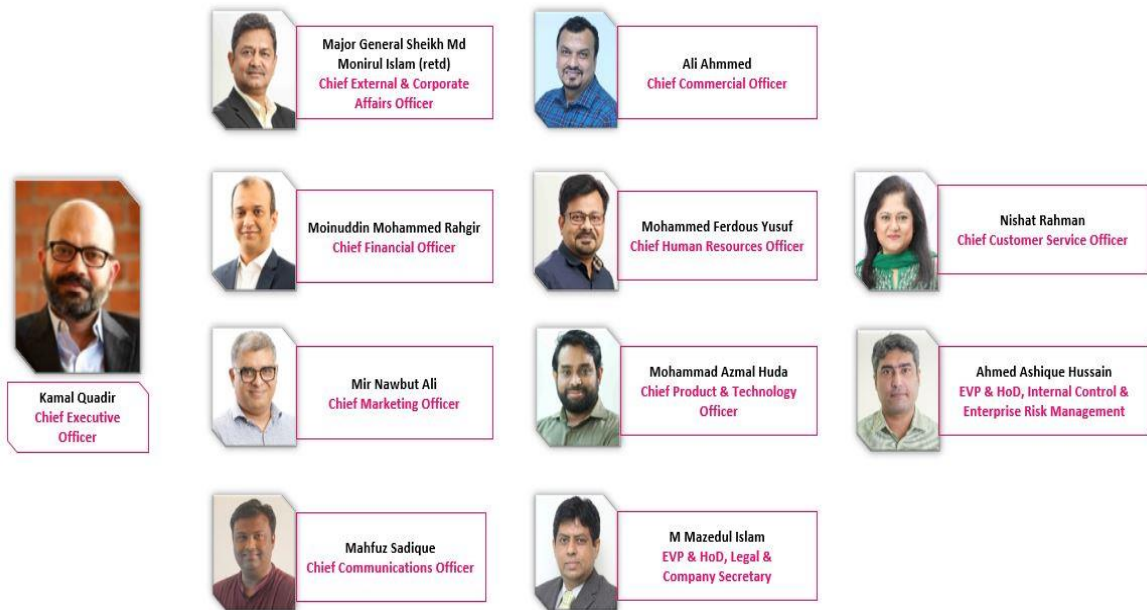 Major General Sheikh Md
Monirul Islam (retd)
Chief External & Corporate
Affairs Officer
Ali Ahmmed
Chief Commercial Officer
Kamal Quadir
Chief Executive
Officer
Moinuddin Mohammed Rahgir
Chief Financial Officer
Mohammed Ferdous Yusuf
Chief Human Resources Officer
Nishat Rahman
Chief Customer Service Officer
Mir Nawbut Ali
Chief Marketing Officer
Mohammad Azmal Huda
Chief Product & Technology
Officer
Ahmed Ashique Hussain
EVP & HoD, Internal Control &
Enterprise Risk Management
Mahfuz Sadique
Chief Communications Officer
M Mazedul Islam
EVP & HoD, Legal &
Company Secretary